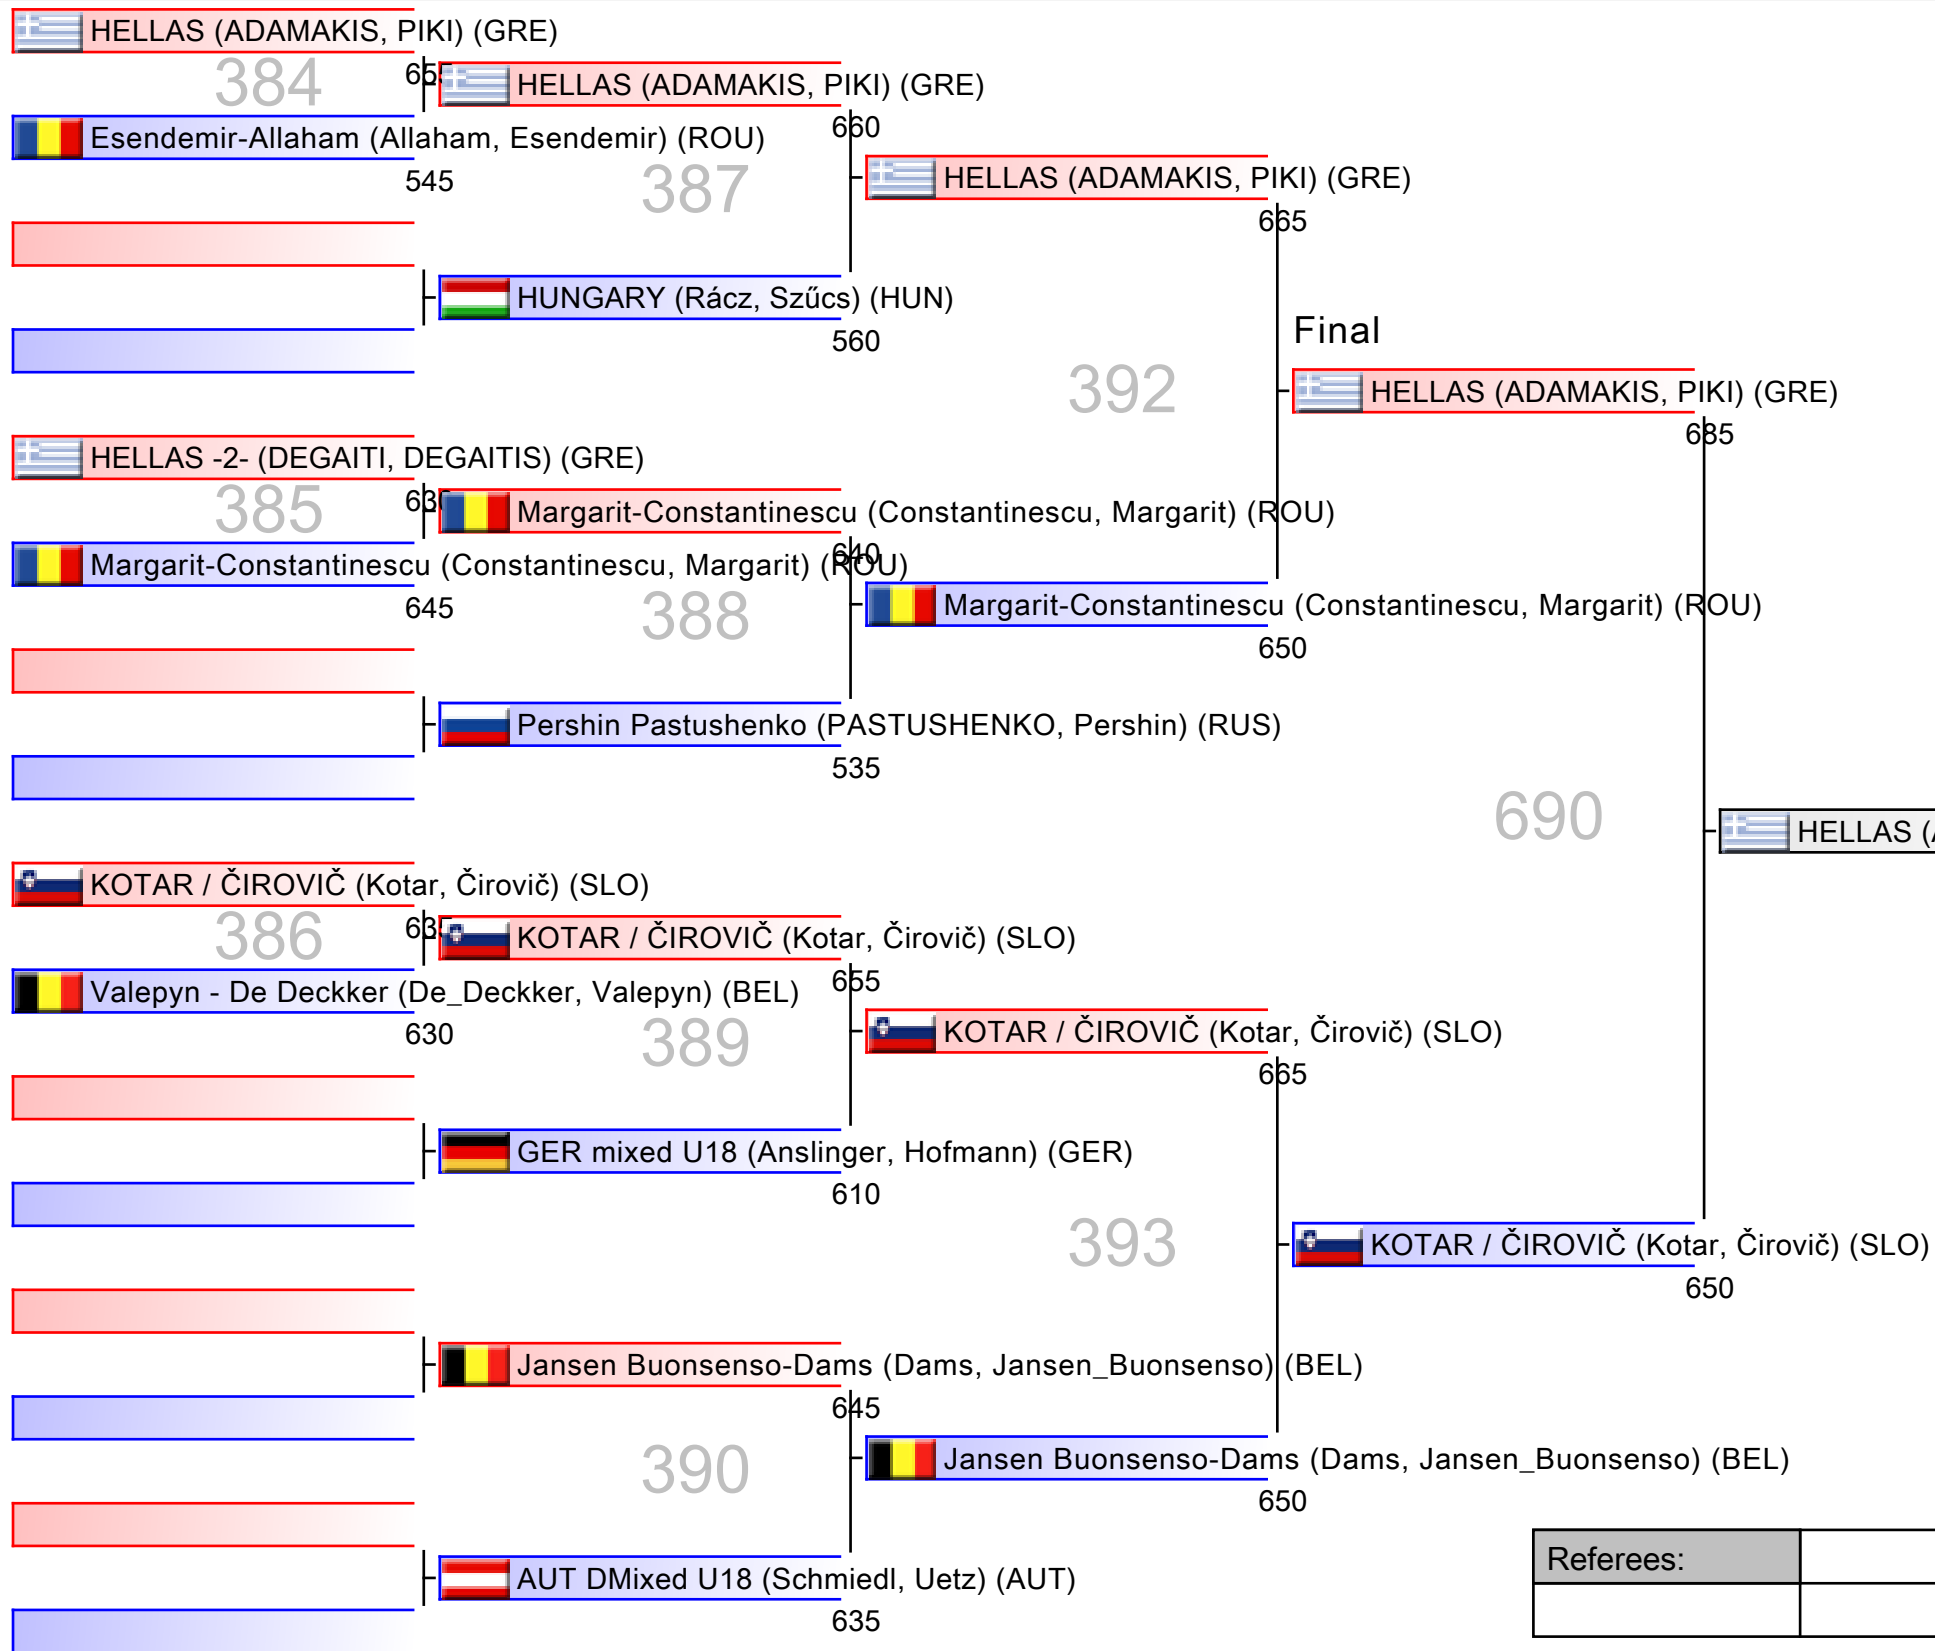 HELLAS (ADAMAKIS, PIKI) (GRE)
384
655
HELLAS (ADAMAKIS, PIKI) (GRE)
Esendemir-Allaham (Allaham, Esendemir) (ROU)
545
660
387
HELLAS (ADAMAKIS, PIKI) (GRE)
665
HUNGARY (Rácz, Szűcs) (HUN)
560
Final
392
HELLAS (ADAMAKIS, PIKI) (GRE)
685
HELLAS -2- (DEGAITI, DEGAITIS) (GRE)
385
630
Margarit-Constantinescu (Constantinescu, Margarit) (ROU)
Margarit-Constantinescu (Constantinescu, Margarit) (ROU)
645
640
388
Margarit-Constantinescu (Constantinescu, Margarit) (ROU)
650
Pershin Pastushenko (PASTUSHENKO, Pershin) (RUS)
535
690
HELLAS (
KOTAR / ČIROVIČ (Kotar, Čirovič) (SLO)
386
635
KOTAR / ČIROVIČ (Kotar, Čirovič) (SLO)
Valepyn - De Deckker (De_Deckker, Valepyn) (BEL)
630
655
389
KOTAR / ČIROVIČ (Kotar, Čirovič) (SLO)
665
GER mixed U18 (Anslinger, Hofmann) (GER)
610
393
KOTAR / ČIROVIČ (Kotar, Čirovič) (SLO)
650
Jansen Buonsenso-Dams (Dams, Jansen_Buonsenso) (BEL)
645
390
Jansen Buonsenso-Dams (Dams, Jansen_Buonsenso) (BEL)
650
AUT DMixed U18 (Schmiedl, Uetz) (AUT)
635
Referees: